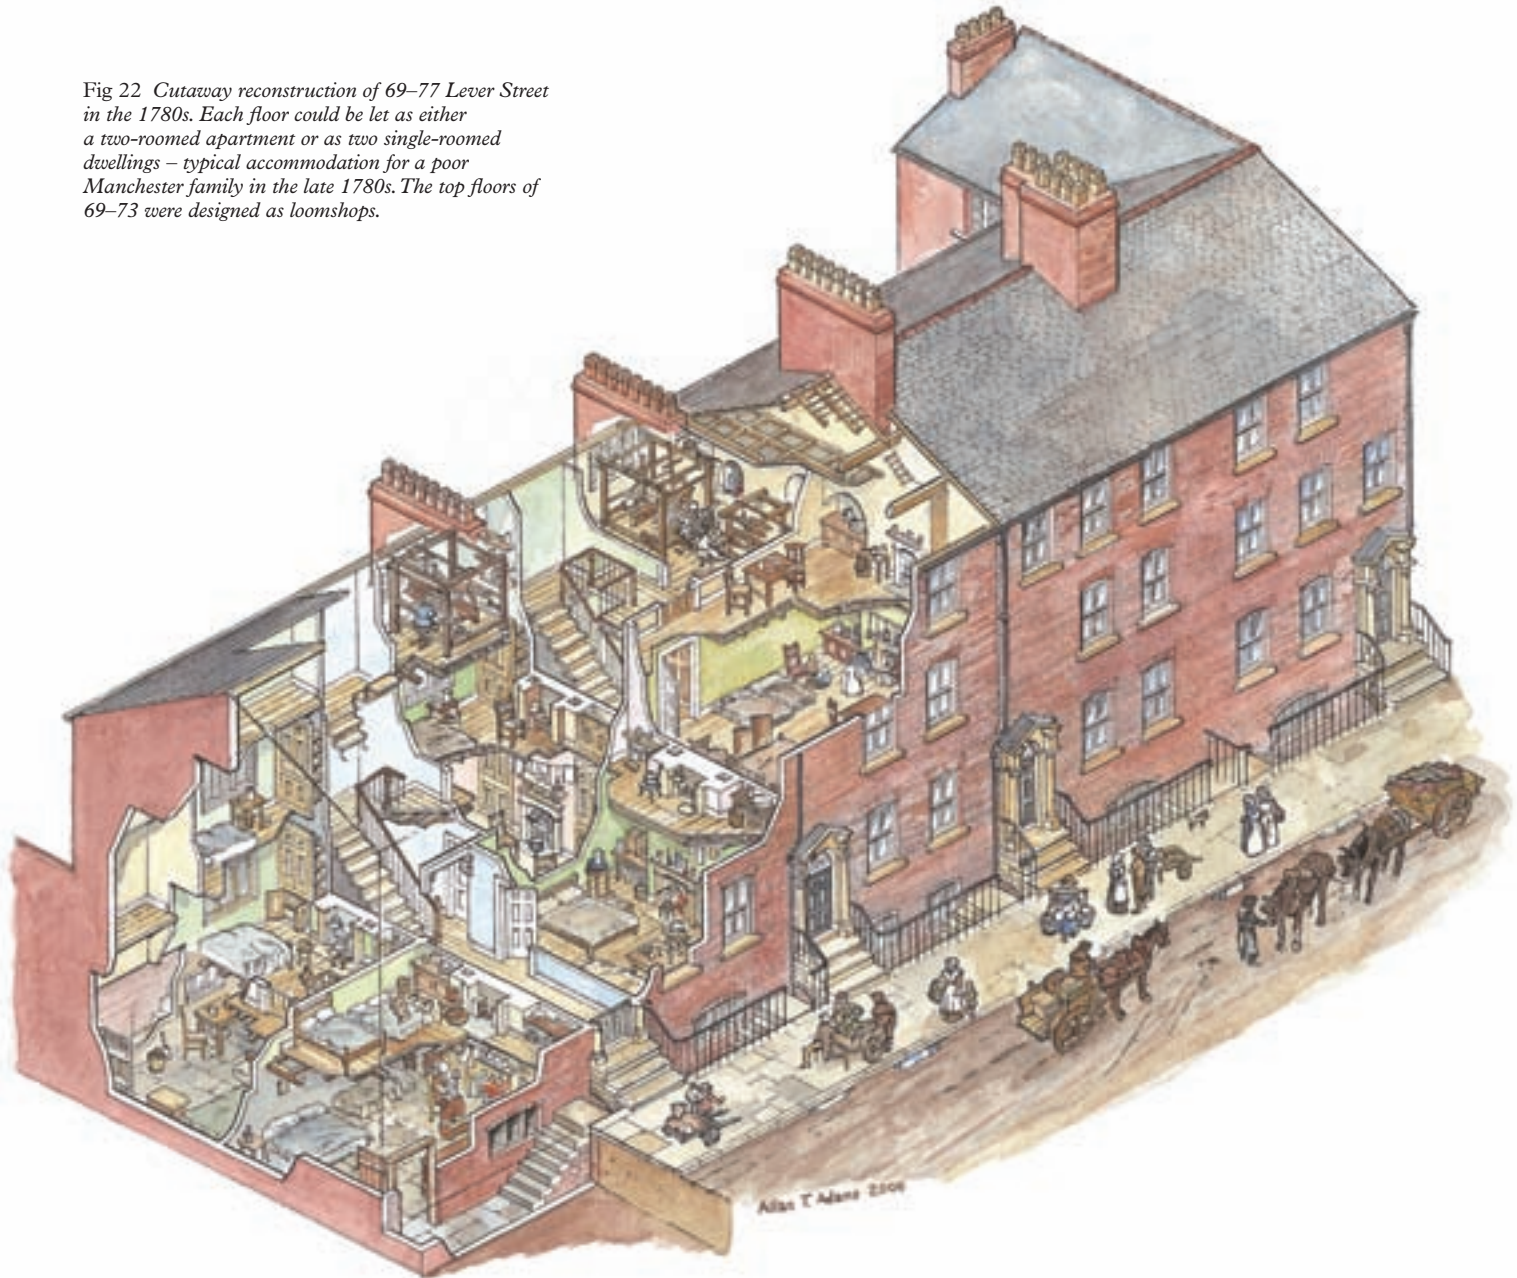 Fig 22 Cutaway reconstruction of 69–77 Lever Street
in the 1780s. Each floor could be let as either
a two-roomed apartment or as two single-roomed
dwellings – typical accommodation for a poor
Manchester family in the late 1780s. The top floors of
69–73 were designed as loomshops.
Allan T. Adams